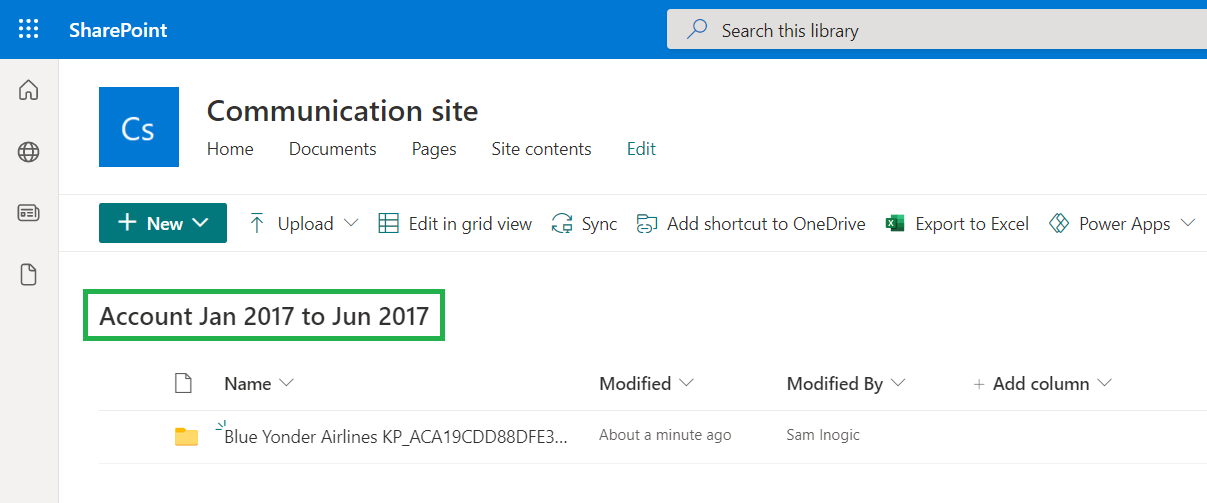 SharePoint
Search this library
Cs
Communication site
Home Documents Pages Site contents Edit
New Upload Edit in grid view Sync Add shortcut to OneDrive Export to Excel Power Apps
Account Jan 2017 to Jun 2017
Name Modified Modified By + Add column
Blue Yonder Airlines KP_ACA19CDD88DFE3... About a minute ago Sam Inogic